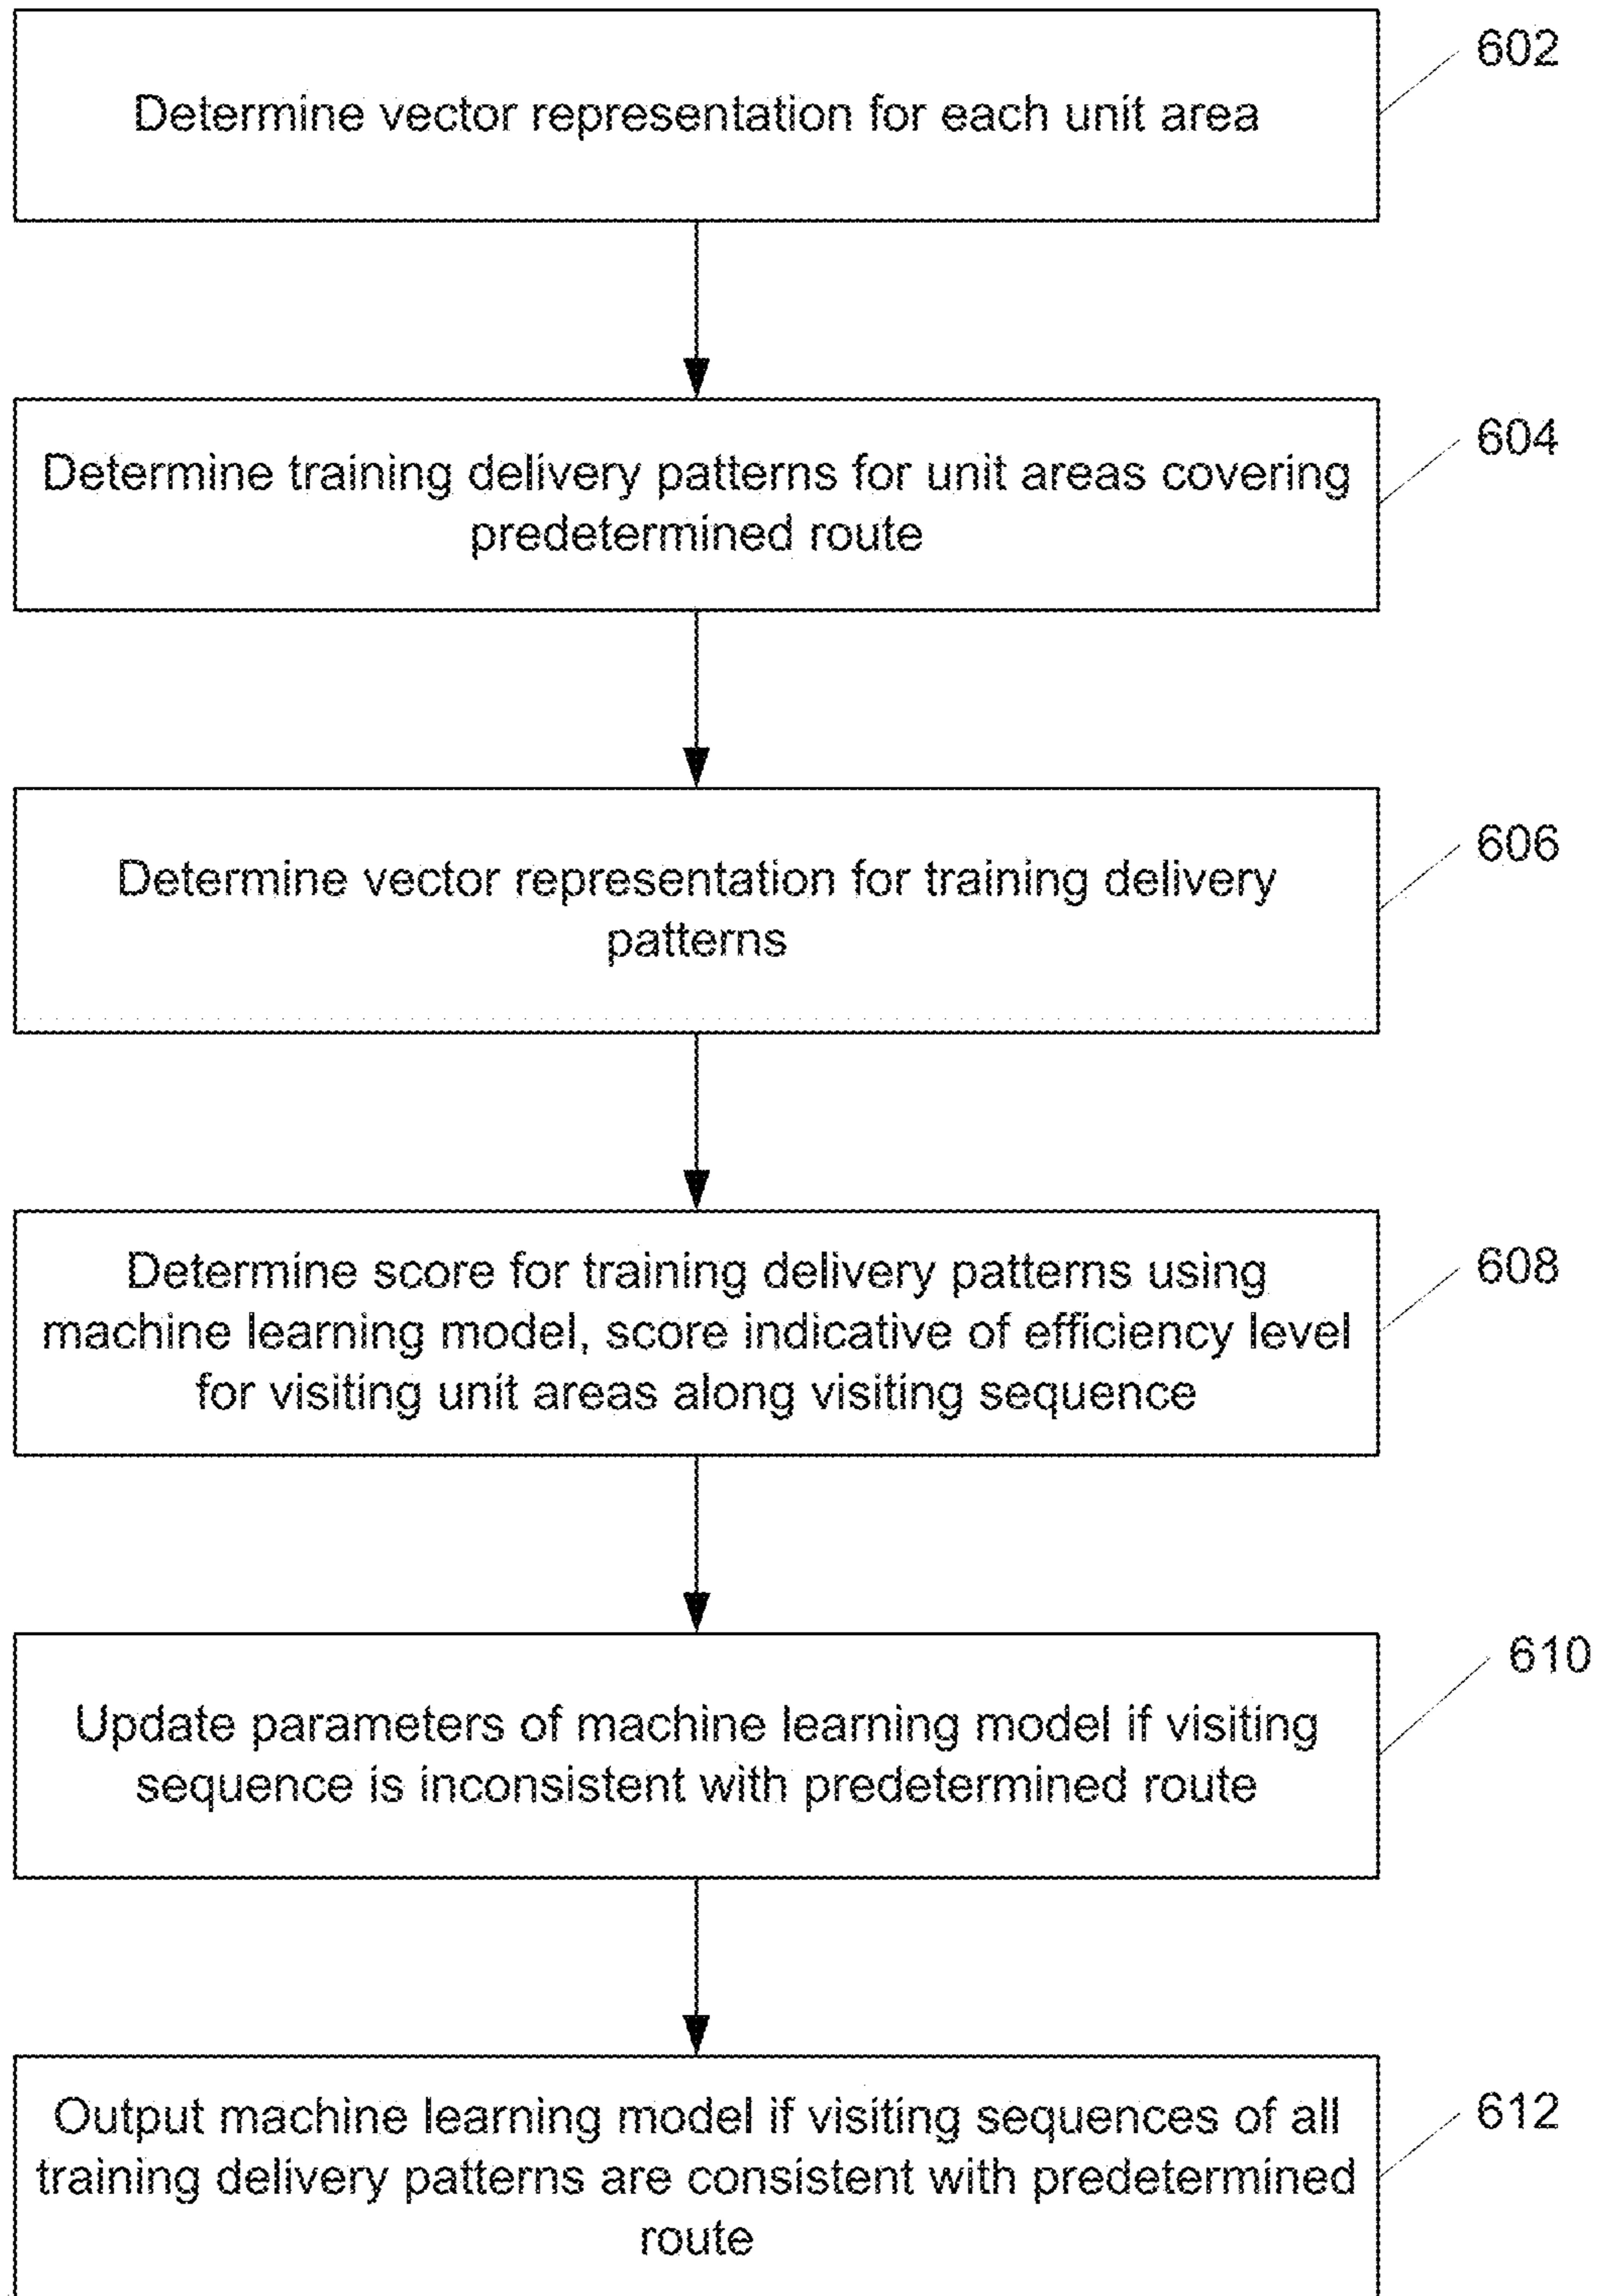 602
Determine vector representation for each unit area
604
Determine training delivery patterns for unit areas covering
predetermined route
606
Determine vector representation for training delivery
patterns
608
Determine score for training delivery patterns using
machine learning model, score indicative of efficiency level
for visiting unit areas along visiting sequence
610
Update parameters of machine learning model if visiting
sequence is inconsistent with predetermined route
612
Output machine learning model if visiting sequences of all
training delivery patterns are consistent with predetermined
route